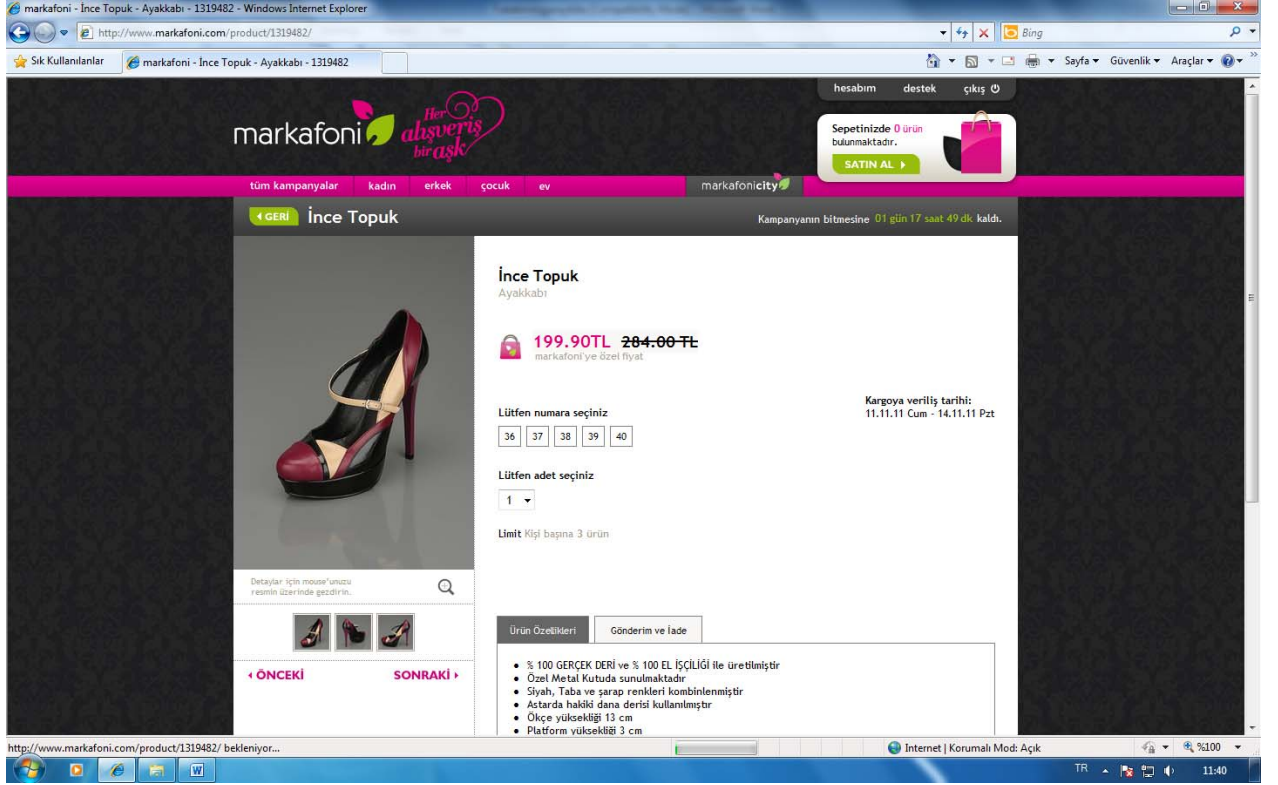 markafoni - İnce Topuk - Ayakkabı - 1319482 - Windows Internet Explorer
http://www.markafoni.com/product/1319482/
Bing
Sık Kullanılanlar
markafoni - İnce Topuk - Ayakkabı - 1319482
Sayfa
Güvenlik
Araçlar
hesabım destek çıkış
markafoni
Her
alışveriş
bir aşk
Sepetinizde 0 ürün
bulunmaktadır.
SATIN AL
tüm kampanyalar kadın erkek çocuk ev
markafonicity
GERİ
İnce Topuk
Kampanyanın bitmesine 01 gün 17 saat 49 dk kaldı.
İnce Topuk
Ayakkabı
199.90TL 284.00 TL
markafoni'ye özel fiyat
Kargoya veriliş tarihi:
11.11.11 Cum - 14.11.11 Pzt
Lütfen numara seçiniz
36 37 38 39 40
Lütfen adet seçiniz
1
Limit Kişi başına 3 ürün
Detaylar için mouse'unuzu
resmin üzerinde gezdirin.
ÖNCEKİ SONRAKİ
Ürün Özellikleri
Gönderim ve İade
% 100 GERÇEK DERİ ve % 100 EL İŞÇİLİĞİ ile üretilmiştir
Özel Metal Kutuda sunulmaktadır
Siyah, Taba ve şarap renkleri kombinlenmiştir
Astarda hakiki dana derisi kullanılmıştır
Ökçe yüksekliği 13 cm
Platform yüksekliği 3 cm
http://www.markafoni.com/product/1319482/ bekleniyor...
Internet | Korumalı Mod: Açık
%100
TR
11:40